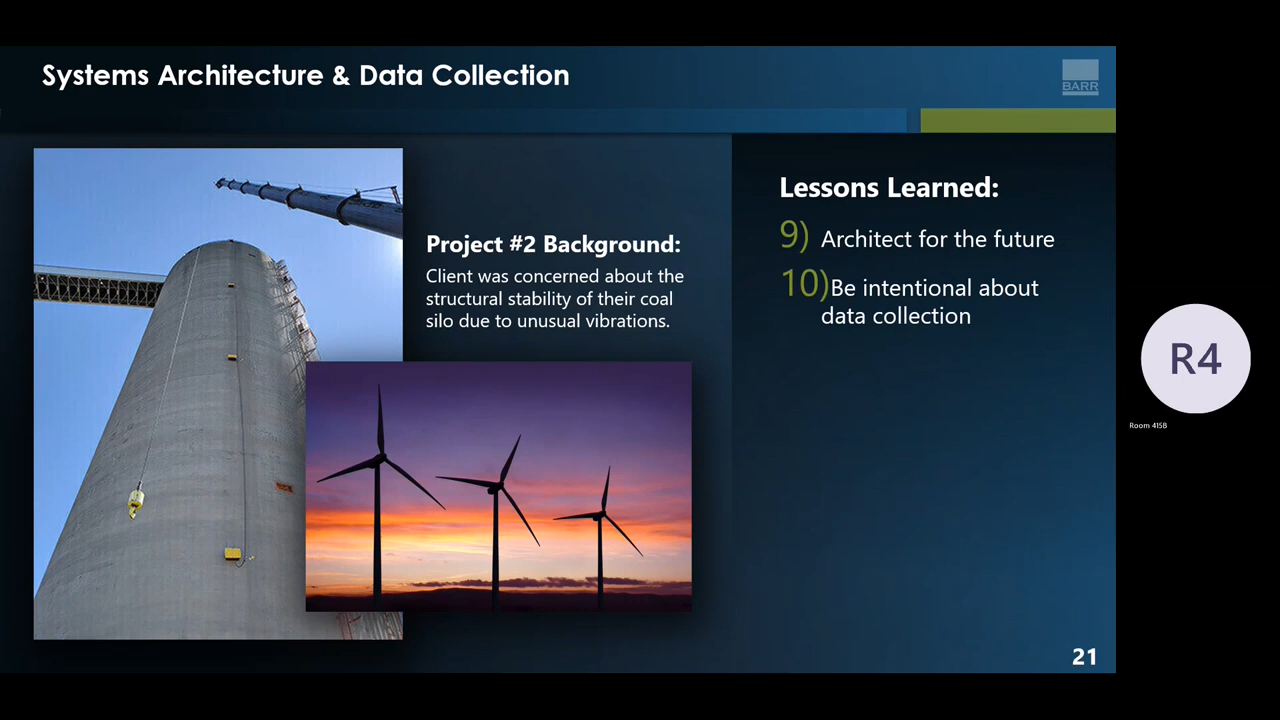 Systems Architecture & Data Collection
BARR
Project #2 Background:
Client was concerned about the
structural stability of their coal
silo due to unusual vibrations.
Lessons Learned:
9) Architect for the future
10)Be intentional about
data collection
21
R4
Room 4158